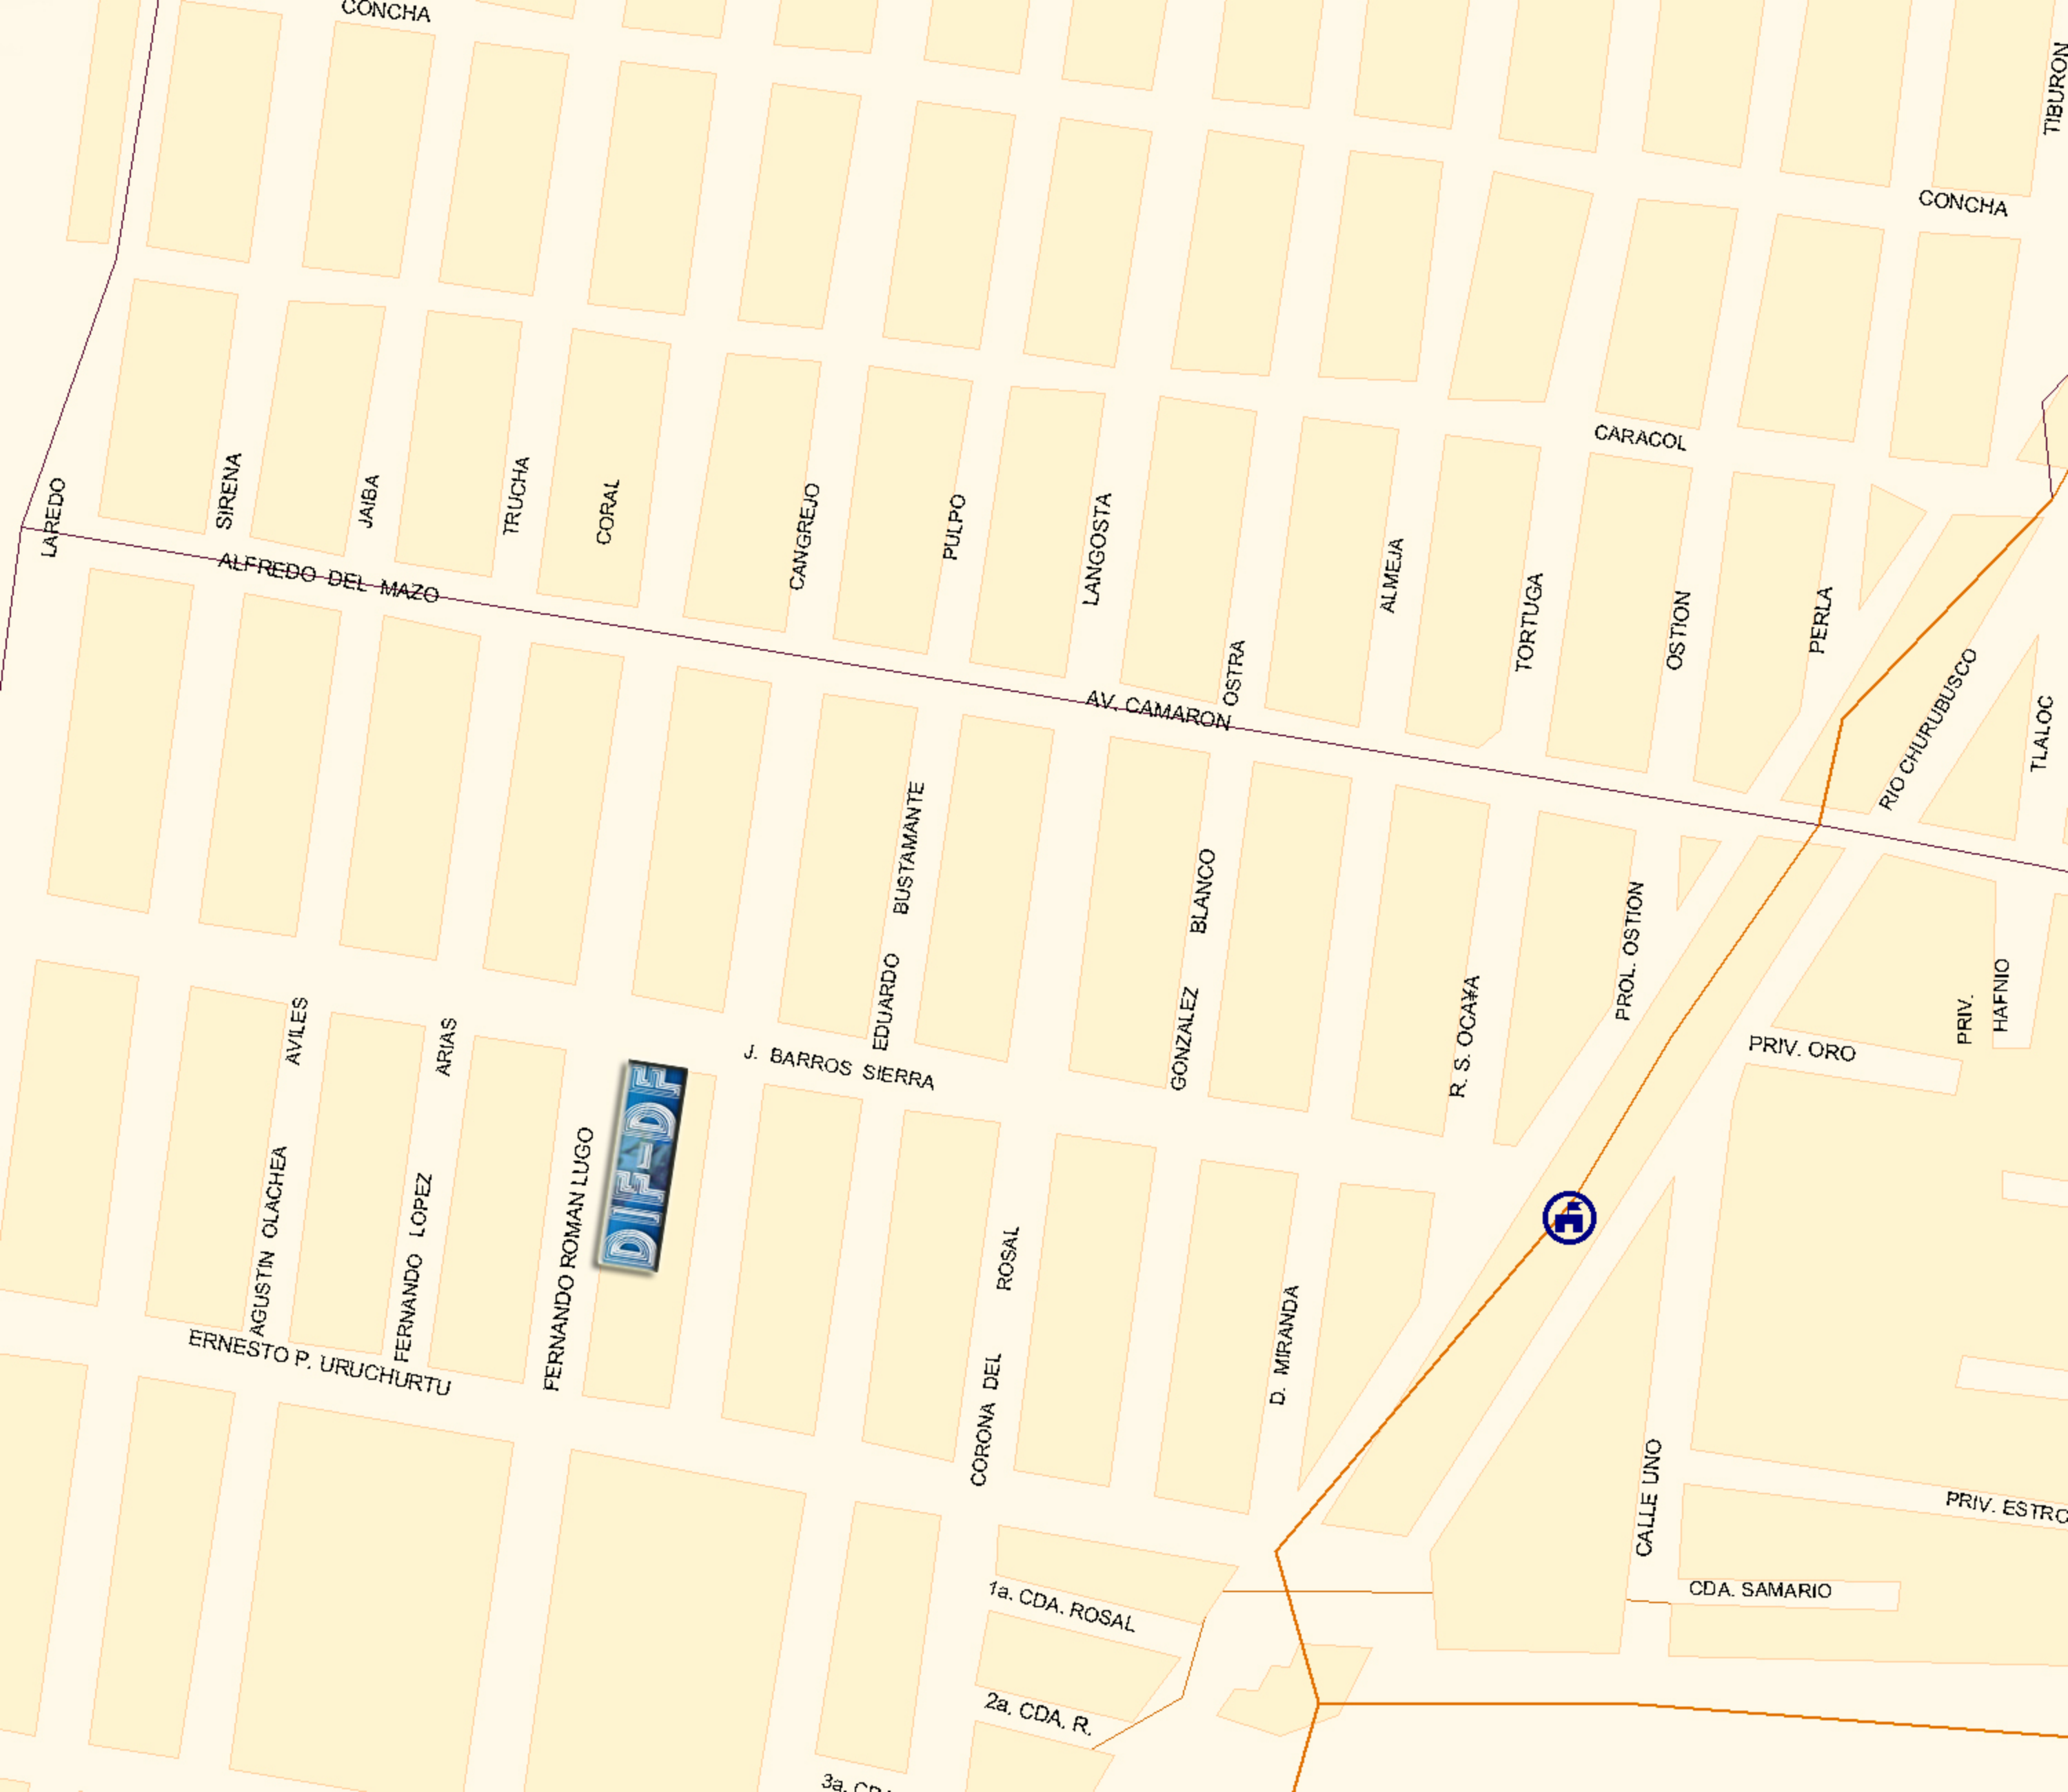 CONCHA
TIBURON
CONCHA
CARACOL
LAREDO
SIRENA
JAIBA
TRUCHA
CORAL
CANGREJO
PULPO
LANGOSTA
OSTRA
ALMEJA
TORTUGA
OSTION
PERLA
ALFREDO DEL MAZO
AV. CAMARON
RIO CHURUBUSCO
TLALOC
EDUARDO BUSTAMANTE
GONZALEZ BLANCO
R. S. OCA¥A
PROL. OSTION
PRIV. HAFNIO
PRIV. ORO
J. BARROS SIERRA
AGUSTIN OLACHEA AVILES
FERNANDO LOPEZ ARIAS
FERNANDO ROMAN LUGO
DIF-DF
CORONA DEL ROSAL
D. MIRANDA
ERNESTO P. URUCHURTU
CALLE UNO
PRIV. ESTRO
CDA. SAMARIO
1a. CDA. ROSAL
2a. CDA. R.
3a.